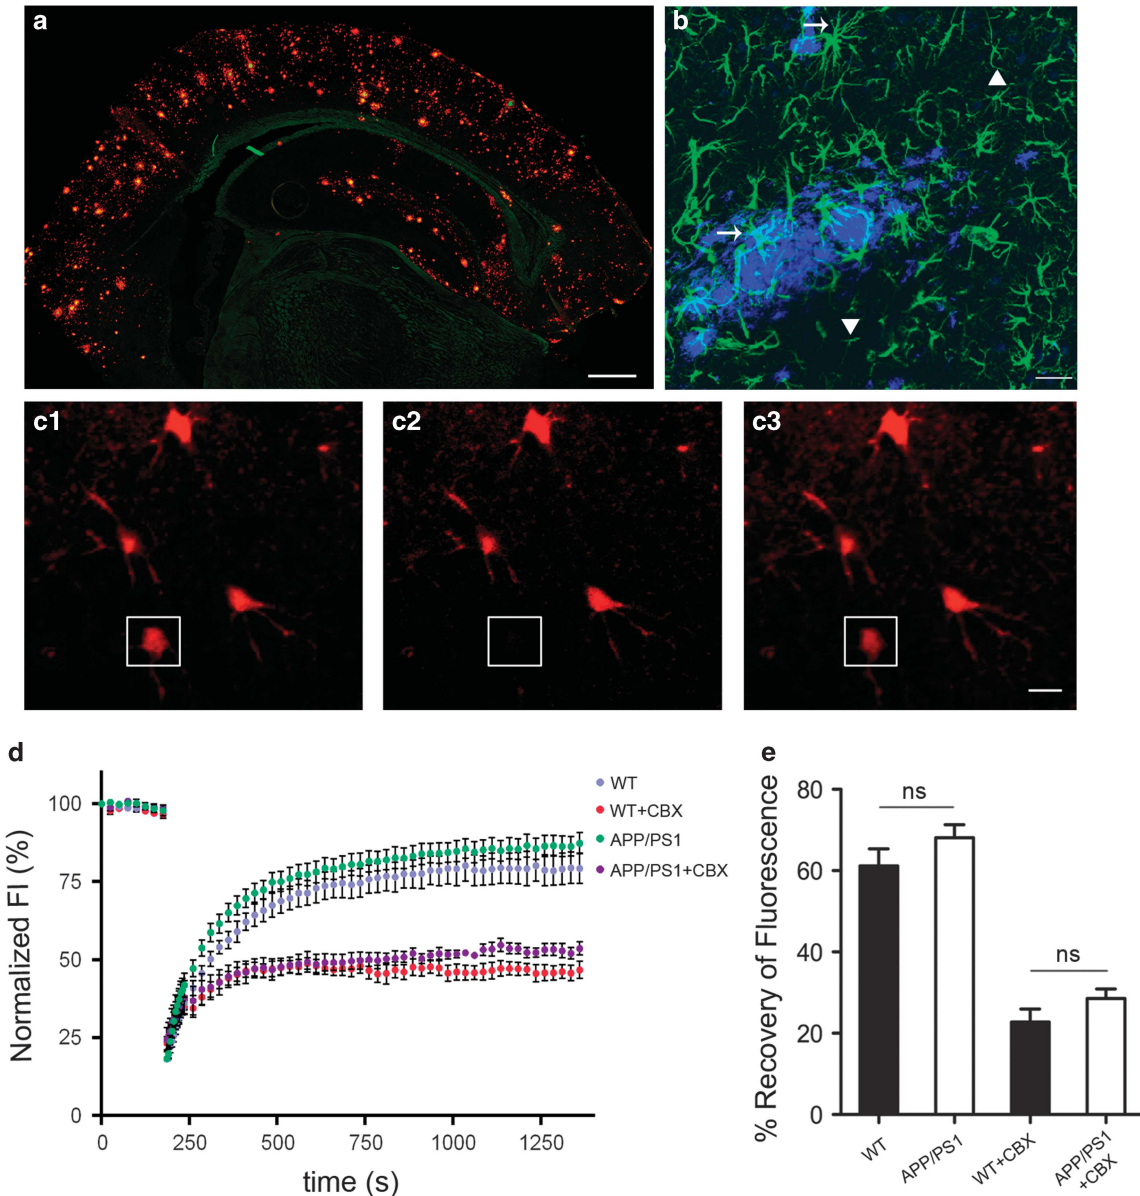 a
b
c1
c2
c3
d
Normalized FI (%)
100
75
50
25
0
0
250
500
750
1000
1250
time (s)
WT
WT+CBX
APP/PS1
APP/PS1+CBX
e
% Recovery of Fluorescence
80
60
40
20
0
ns
ns
WT
APP/PS1
WT+CBX
APP/PS1
+CBX